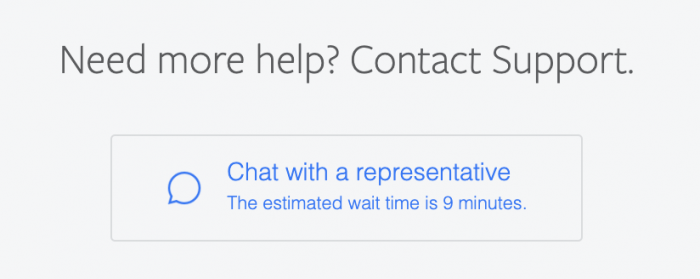 Need more help? Contact Support.
Chat with a representative
The estimated wait time is 9 minutes.